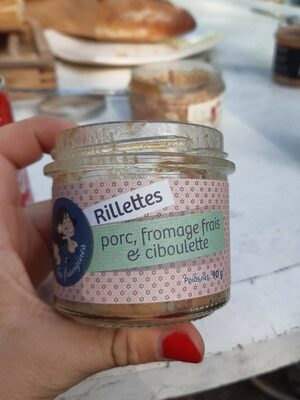 Rillettes
porc, fromage frais
& ciboulette
Poids net : 90 g